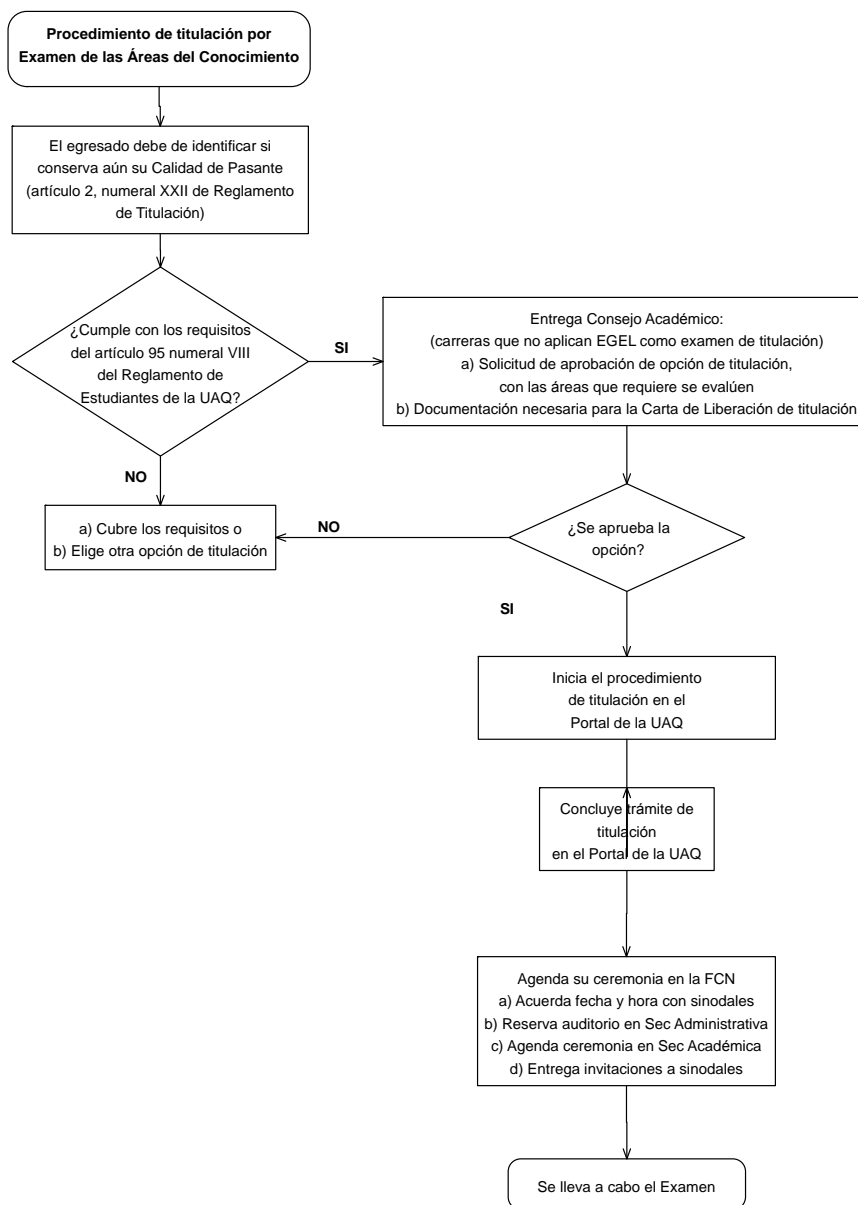 Procedimiento de titulación por
Examen de las Áreas del Conocimiento
El egresado debe de identificar si
conserva aún su Calidad de Pasante
(artículo 2, numeral XXII de Reglamento
de Titulación)
¿Cumple con los requisitos
del artículo 95 numeral VIII
del Reglamento de
Estudiantes de la UAQ?
SI
Entrega Consejo Académico:
(carreras que no aplican EGEL como examen de titulación)
a) Solicitud de aprobación de opción de titulación,
con las áreas que requiere se evalúen
b) Documentación necesaria para la Carta de Liberación de titulación
NO
a) Cubre los requisitos o
b) Elige otra opción de titulación
NO
¿Se aprueba la
opción?
SI
Inicia el procedimiento
de titulación en el
Portal de la UAQ
Concluye trámite de
titulación
en el Portal de la UAQ
Agenda su ceremonia en la FCN
a) Acuerda fecha y hora con sinodales
b) Reserva auditorio en Sec Administrativa
c) Agenda ceremonia en Sec Académica
d) Entrega invitaciones a sinodales
Se lleva a cabo el Examen